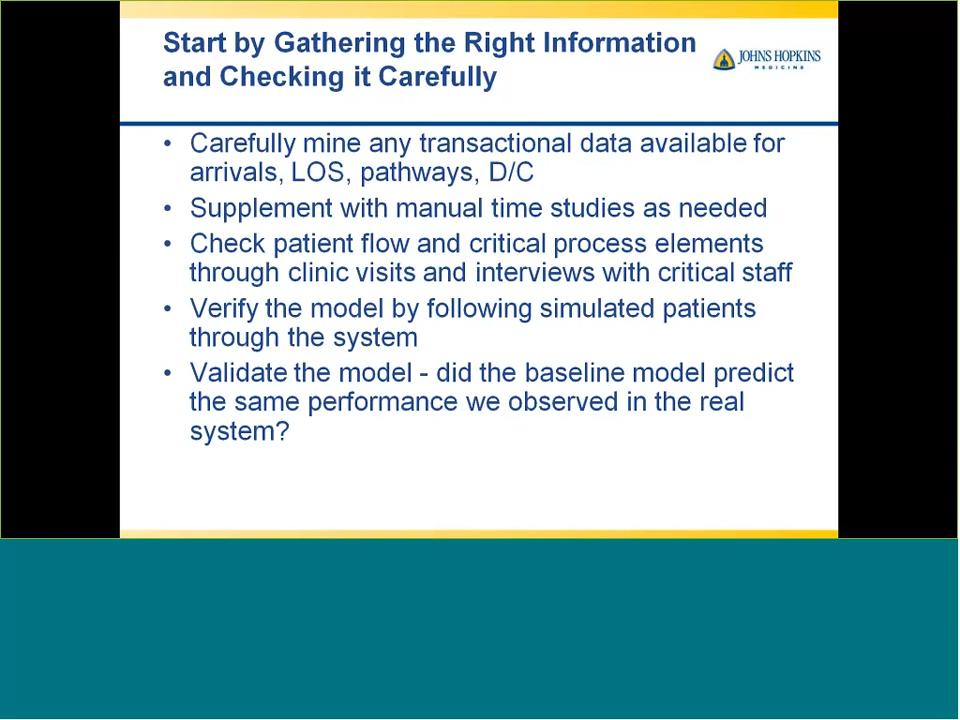 Start by Gathering the Right Information
and Checking it Carefully
JOHNS HOPKINS
MEDICINE
• Carefully mine any transactional data available for
arrivals, LOS, pathways, D/C
• Supplement with manual time studies as needed
• Check patient flow and critical process elements
through clinic visits and interviews with critical staff
• Verify the model by following simulated patients
through the system
• Validate the model - did the baseline model predict
the same performance we observed in the real
system?